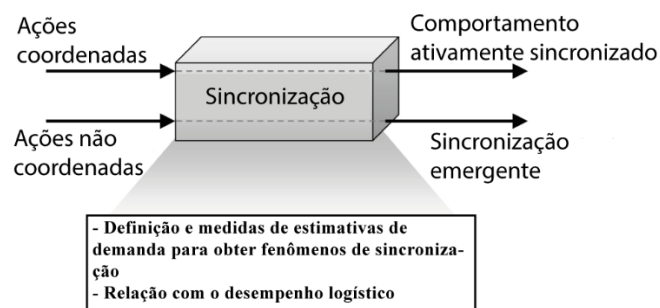 Ações
coordenadas
Comportamento
ativamente sincronizado
Sincronização
Ações não
coordenadas
Sincronização
emergente
- Definição e medidas de estimativas de
demanda para obter fenômenos de sincroniza-
ção
- Relação com o desempenho logístico